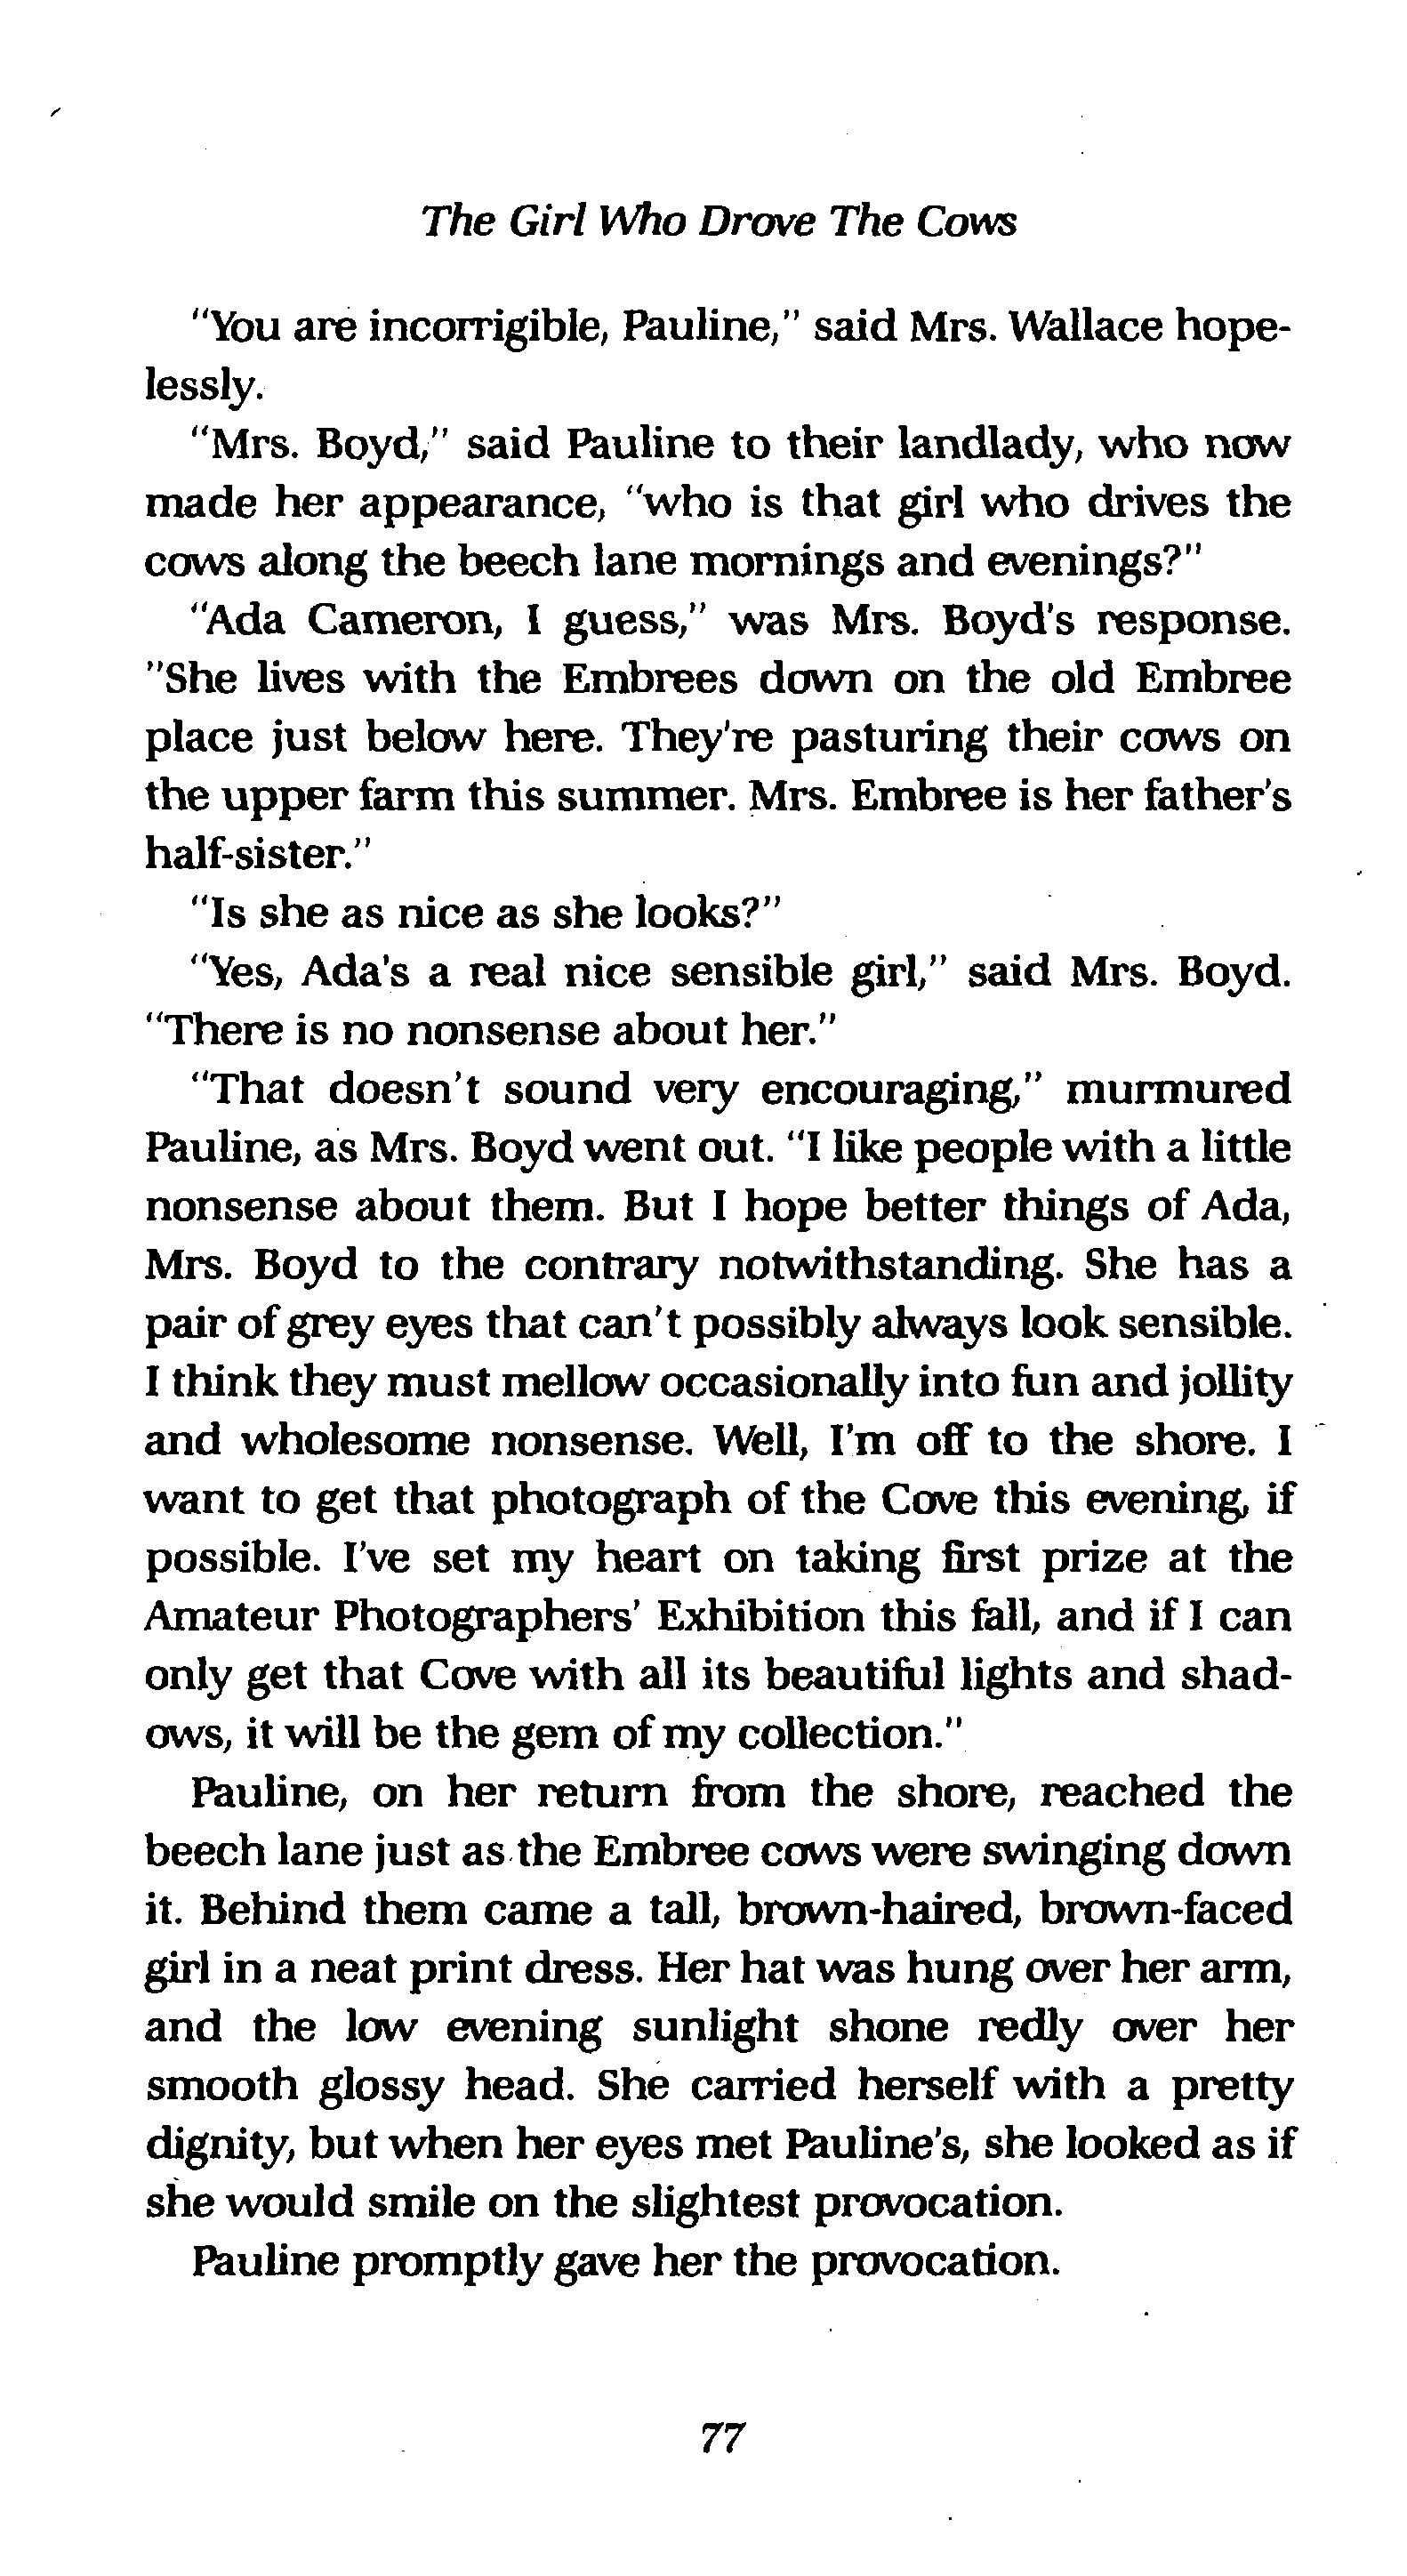 The Girl Who Drove The Cows
"You are incorrigible, Pauline," said Mrs. Wallace hope-
lessly.
"Mrs. Boyd," said Pauline to their landlady, who now
made her appearance, "who is that girl who drives the
cows along the beech lane mornings and evenings?"
"Ada Cameron, I guess," was Mrs. Boyd's response.
"She lives with the Embrees down on the old Embree
place just below here. They're pasturing their cows on
the upper farm this summer. Mrs. Embree is her father's
half-sister."
"Is she as nice as she looks?"
"Yes, Ada's a real nice sensible girl," said Mrs. Boyd.
"There is no nonsense about her."
"That doesn't sound very encouraging," murmured
Pauline, as Mrs. Boyd went out. "I like people with a little
nonsense about them. But I hope better things of Ada,
Mrs. Boyd to the contrary notwithstanding. She has a
pair of grey eyes that can't possibly always look sensible.
I think they must mellow occasionally into fun and jollity
and wholesome nonsense. Well, I'm off to the shore. I
want to get that photograph of the Cove this evening, if
possible. I've set my heart on taking first prize at the
Amateur Photographers' Exhibition this fall, and if I can
only get that Cove with all its beautiful lights and shad-
ows, it will be the gem of my collection."
Pauline, on her return from the shore, reached the
beech lane just as the Embree cows were swinging down
it. Behind them came a tall, brown-haired, brown-faced
girl in a neat print dress. Her hat was hung over her arm,
and the low evening sunlight shone redly over her
smooth glossy head. She carried herself with a pretty
dignity, but when her eyes met Pauline's, she looked as if
she would smile on the slightest provocation.
Pauline promptly gave her the provocation.
77